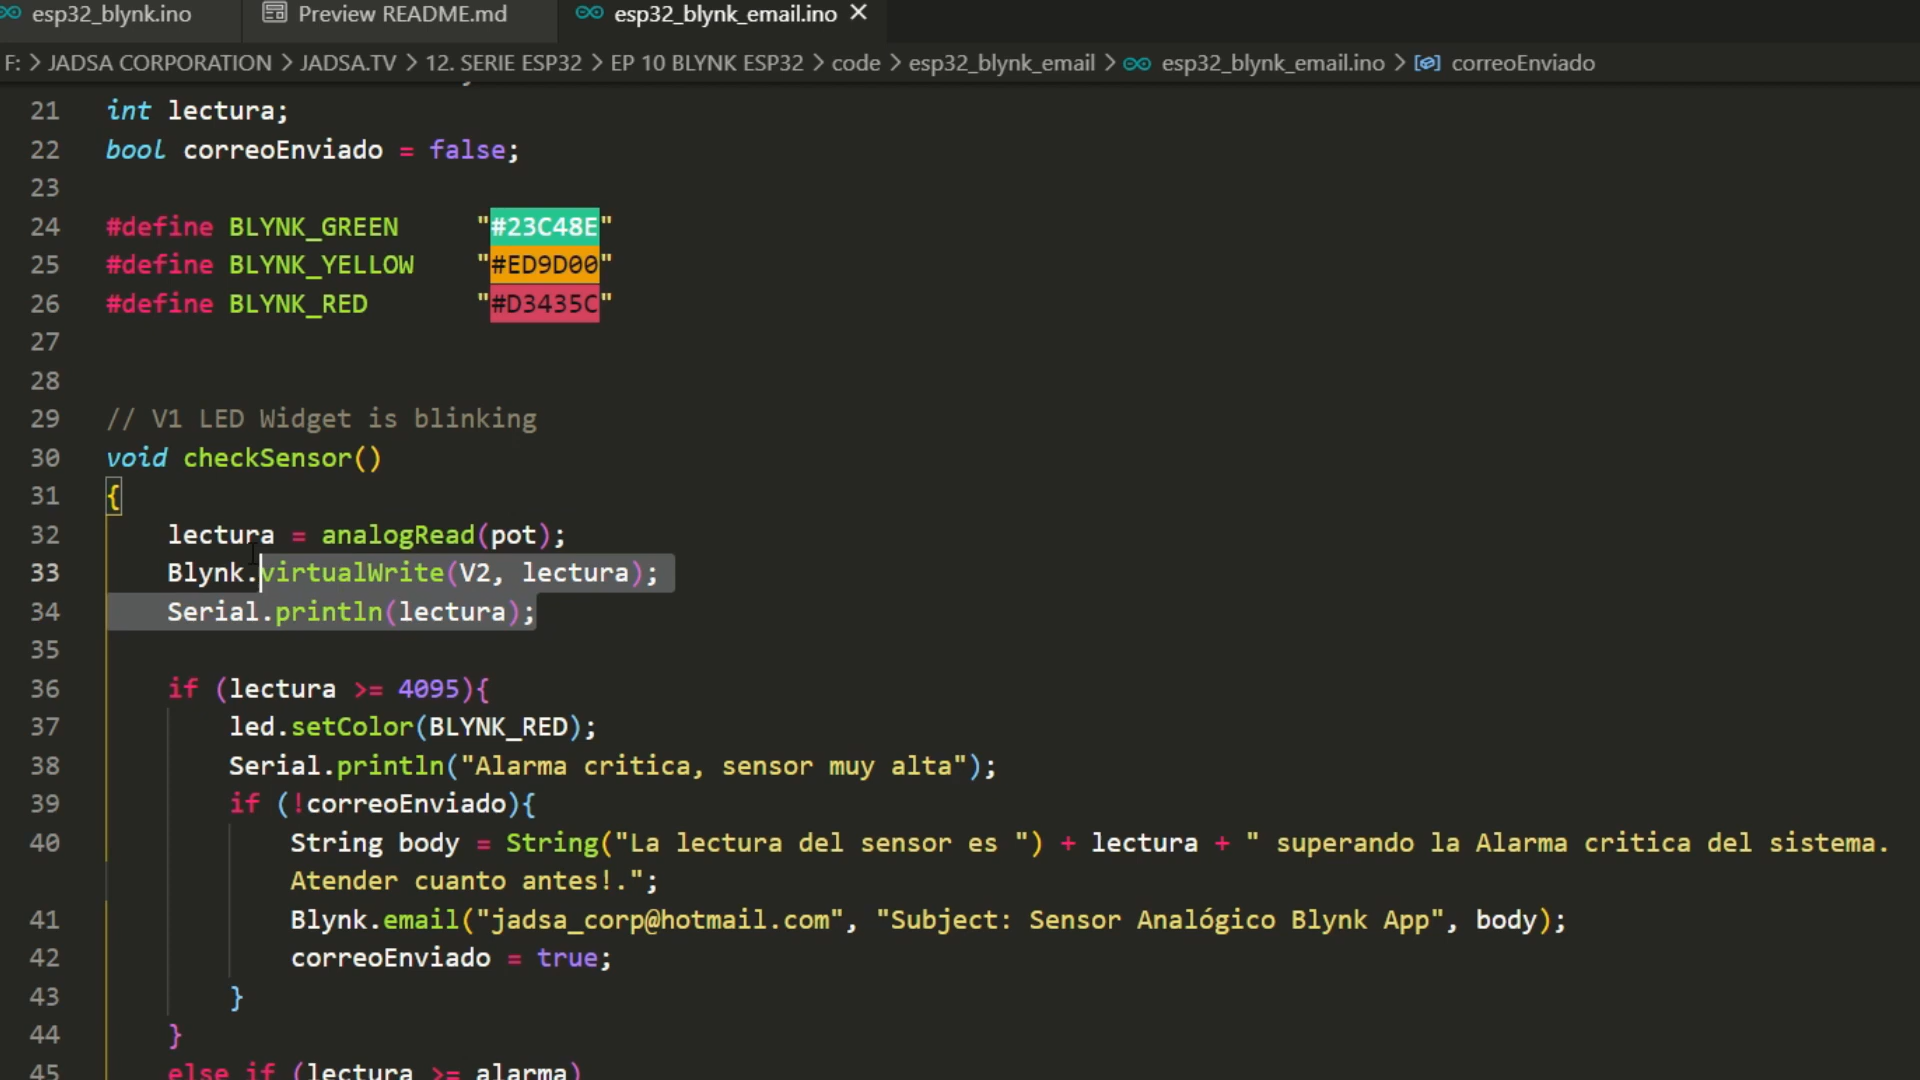 esp32_blynk.ino Preview README.md esp32_blynk_email.ino
F: > JADSA CORPORATION > JADSA.TV > 12. SERIE ESP32 > EP 10 BLYNK ESP32 > code > esp32_blynk_email > esp32_blynk_email.ino > correoEnviado
21 int lectura;
22 bool correoEnviado = false;
23
24 #define BLYNK_GREEN "#23C48E"
25 #define BLYNK_YELLOW "#ED9D00"
26 #define BLYNK_RED "#D3435C"
27
28
29 // V1 LED Widget is blinking
30 void checkSensor()
31 {
32 lectura = analogRead(pot);
33 Blynk.virtualWrite(V2, lectura);
34 Serial.println(lectura);
35
36 if (lectura >= 4095){
37 led.setColor(BLYNK_RED);
38 Serial.println("Alarma critica, sensor muy alta");
39 if (!correoEnviado){
40 String body = String("La lectura del sensor es ") + lectura + " superando la Alarma critica del sistema.
Atender cuanto antes!.";
41 Blynk.email("jadsa_corp@hotmail.com", "Subject: Sensor Analógico Blynk App", body);
42 correoEnviado = true;
43 }
44 }
45 else if (lectura >= alarma)